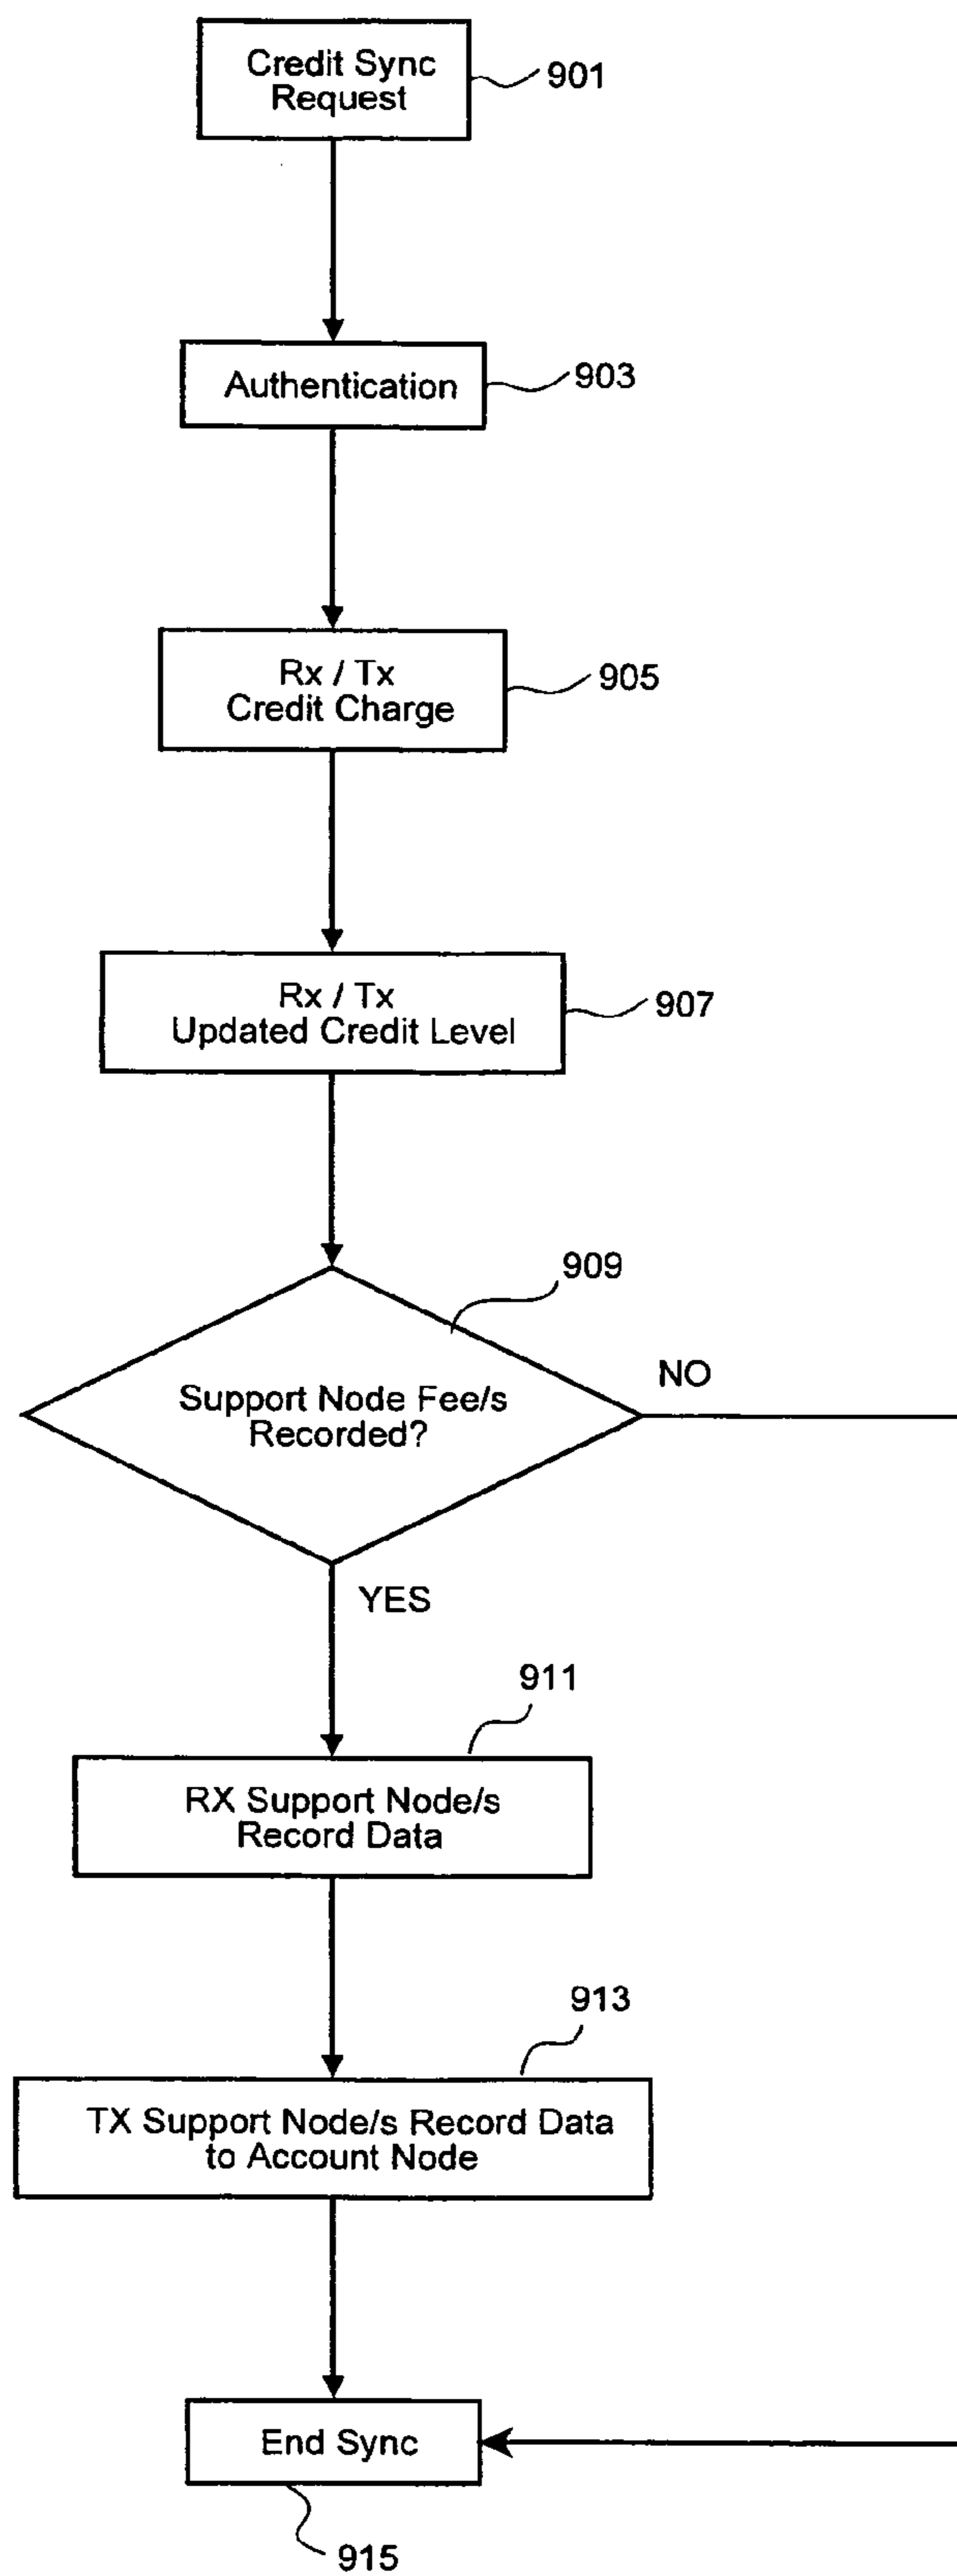 Credit Sync
Request
901
Authentication
903
Rx / Tx
Credit Charge
905
Rx / Tx
Updated Credit Level
907
909
Support Node Fee/s
Recorded?
NO
YES
911
RX Support Node/s
Record Data
913
TX Support Node/s Record Data
to Account Node
End Sync
915